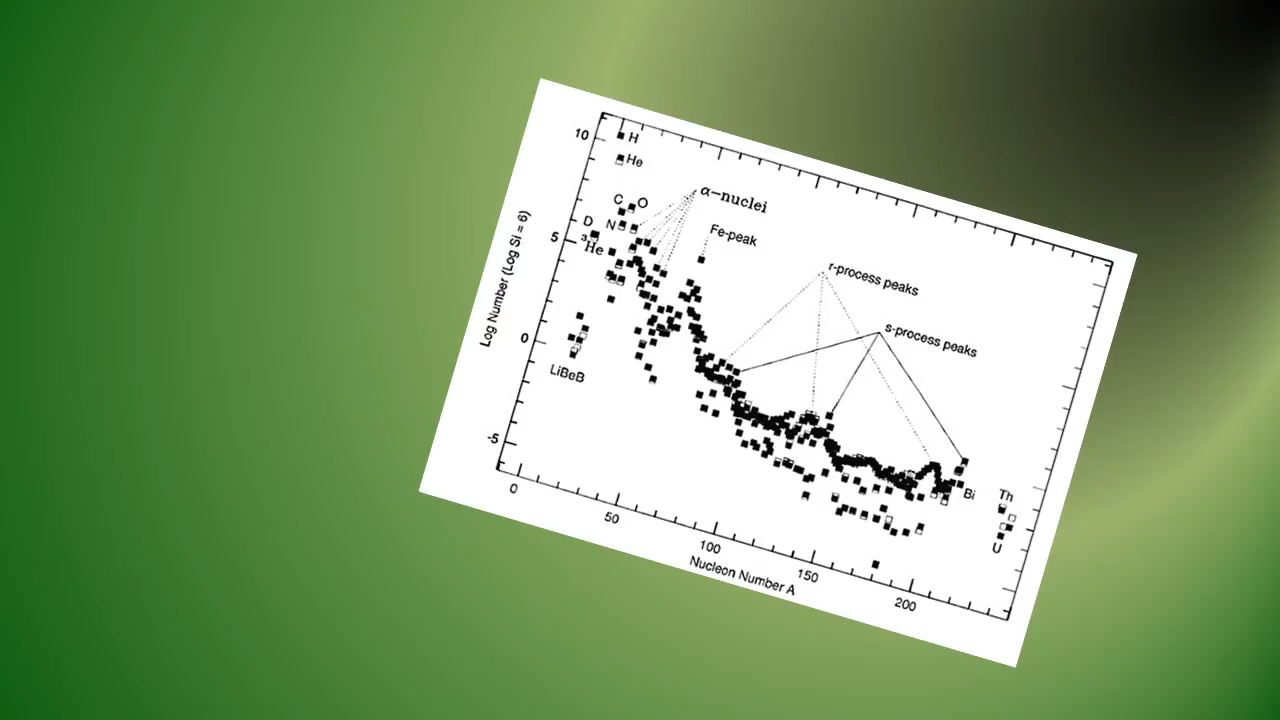 10
H
He
C
O
α−nuclei
D
N
Fe-peak
5
³He
r-process peaks
s-process peaks
Log Number (Log Si = 6)
0
LiBeB
-5
Bi
Th
U
0
50
100
150
200
Nucleon Number A